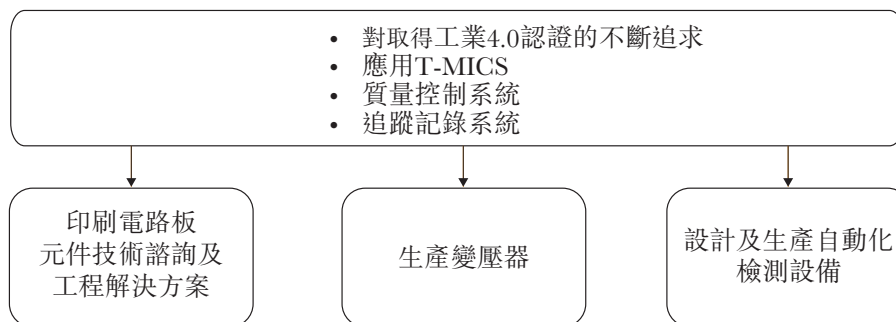 • 對取得工業4.0認證的不斷追求
• 應用T-MICS
• 質量控制系統
• 追蹤記錄系統
印刷電路板
元件技術諮詢及
工程解決方案
生產變壓器
設計及生產自動化
檢測設備